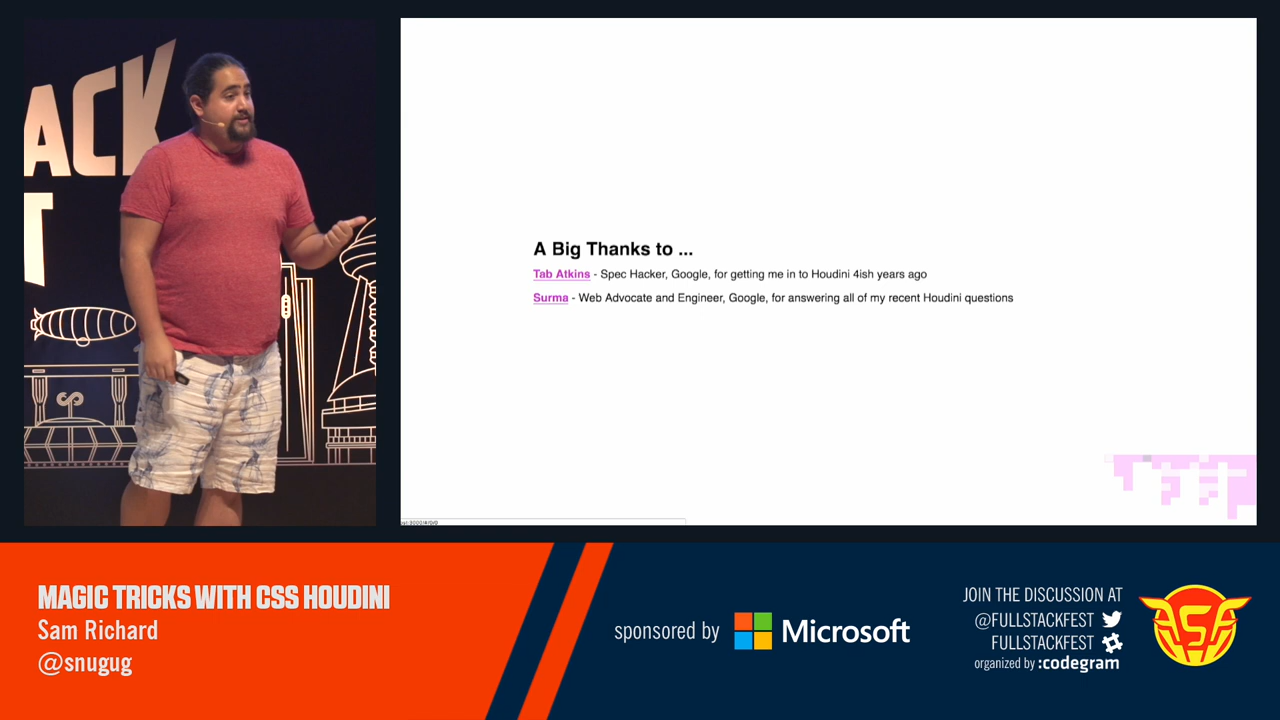 ACK
T
A Big Thanks to ...
Tab Atkins - Spec Hacker, Google, for getting me in to Houdini 4ish years ago
Surma - Web Advocate and Engineer, Google, for answering all of my recent Houdini questions
MAGIC TRICKS WITH CSS HOUDINI
Sam Richard
@snugug
sponsored by Microsoft
JOIN THE DISCUSSION AT
@FULLSTACKFEST
FULLSTACKFEST
organized by :codegram
FSF